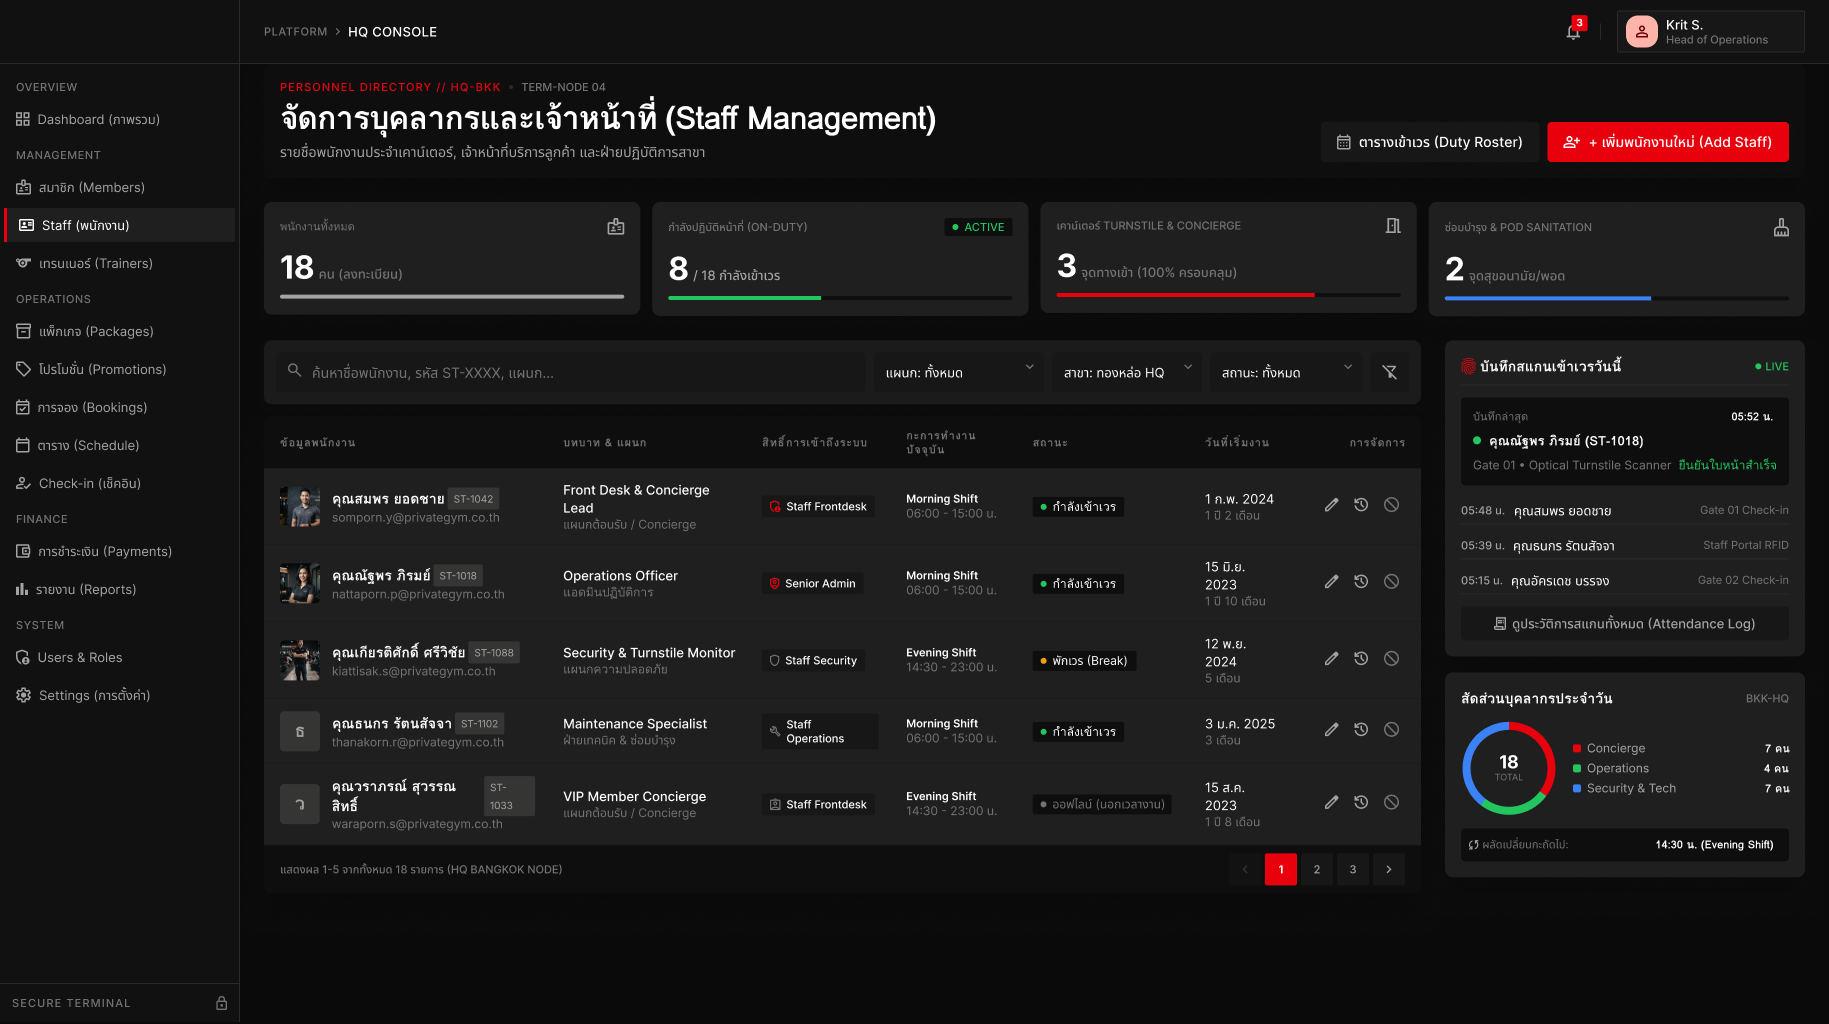 PLATFORM > HQ CONSOLE
3
Krit S.
Head of Operations
OVERVIEW
Dashboard (ภาพรวม)
MANAGEMENT
สมาชิก (Members)
Staff (พนักงาน)
เทรนเนอร์ (Trainers)
OPERATIONS
แพ็กเกจ (Packages)
โปรโมชั่น (Promotions)
การจอง (Bookings)
ตาราง (Schedule)
Check-in (เช็คอิน)
FINANCE
การชำระเงิน (Payments)
รายงาน (Reports)
SYSTEM
Users & Roles
Settings (การตั้งค่า)
SECURE TERMINAL
PERSONNEL DIRECTORY // HQ-BKK • TERM-NODE 04
จัดการบุคลากรและเจ้าหน้าที่ (Staff Management)
รายชื่อพนักงานประจำเคาน์เตอร์, เจ้าหน้าที่บริการลูกค้า และฝ่ายปฏิบัติการสาขา
ตารางเข้าเวร (Duty Roster)
+ เพิ่มพนักงานใหม่ (Add Staff)
พนักงานทั้งหมด
18 คน (ลงทะเบียน)
กำลังปฏิบัติหน้าที่ (ON-DUTY)
ACTIVE
8 / 18 กำลังเข้าเวร
เคาน์เตอร์ TURNSTILE & CONCIERGE
3 จุดทางเข้า (100% ครอบคลุม)
ซ่อมบำรุง & POD SANITATION
2 จุดสุขอนามัย/พอด
ค้นหาชื่อพนักงาน, รหัส ST-XXXX, แผนก...
แผนก: ทั้งหมด
สาขา: ทองหล่อ HQ
สถานะ: ทั้งหมด
ข้อมูลพนักงาน
บทบาท & แผนก
สิทธิ์การเข้าถึงระบบ
กะการทำงาน
ปัจจุบัน
สถานะ
วันที่เริ่มงาน
การจัดการ
คุณสมพร ยอดชาย ST-1042
somporn.y@privategym.co.th
Front Desk & Concierge
Lead
แผนกต้อนรับ / Concierge
Staff Frontdesk
Morning Shift
06:00 - 15:00 น.
กำลังเข้าเวร
1 ก.พ. 2024
1 ปี 2 เดือน
คุณณัฐพร ภิรมย์ ST-1018
nattaporn.p@privategym.co.th
Operations Officer
แอดมินปฏิบัติการ
Senior Admin
Morning Shift
06:00 - 15:00 น.
กำลังเข้าเวร
15 มิ.ย.
2023
1 ปี 10 เดือน
คุณเกียรติศักดิ์ ศรีวิชัย ST-1088
kiattisak.s@privategym.co.th
Security & Turnstile Monitor
แผนกความปลอดภัย
Staff Security
Evening Shift
14:30 - 23:00 น.
พักเวร (Break)
12 พ.ย.
2024
5 เดือน
ธ
คุณธนกร รัตนสัจจา ST-1102
thanakorn.r@privategym.co.th
Maintenance Specialist
ฝ่ายเทคนิค & ซ่อมบำรุง
Staff
Operations
Morning Shift
06:00 - 15:00 น.
กำลังเข้าเวร
3 ม.ค. 2025
3 เดือน
ว
คุณวราภรณ์ สุวรรณ
สิทธิ์
ST-
1033
waraporn.s@privategym.co.th
VIP Member Concierge
แผนกต้อนรับ / Concierge
Staff Frontdesk
Evening Shift
14:30 - 23:00 น.
ออฟไลน์ (นอกเวลางาน)
15 ส.ค.
2023
1 ปี 8 เดือน
แสดงผล 1-5 จากทั้งหมด 18 รายการ (HQ BANGKOK NODE)
< 1 2 3 >
บันทึกสแกนเข้าเวรวันนี้
LIVE
บันทึกล่าสุด
05:52 น.
คุณณัฐพร ภิรมย์ (ST-1018)
Gate 01 • Optical Turnstile Scanner
ยืนยันใบหน้าสำเร็จ
05:48 น. คุณสมพร ยอดชาย Gate 01 Check-in
05:39 น. คุณธนกร รัตนสัจจา Staff Portal RFID
05:15 น. คุณอัครเดช บรรจง Gate 02 Check-in
ดูประวัติการสแกนทั้งหมด (Attendance Log)
สัดส่วนบุคลากรประจำวัน
BKK-HQ
18
TOTAL
Concierge 7 คน
Operations 4 คน
Security & Tech 7 คน
ผลัดเปลี่ยนกะถัดไป:
14:30 น. (Evening Shift)